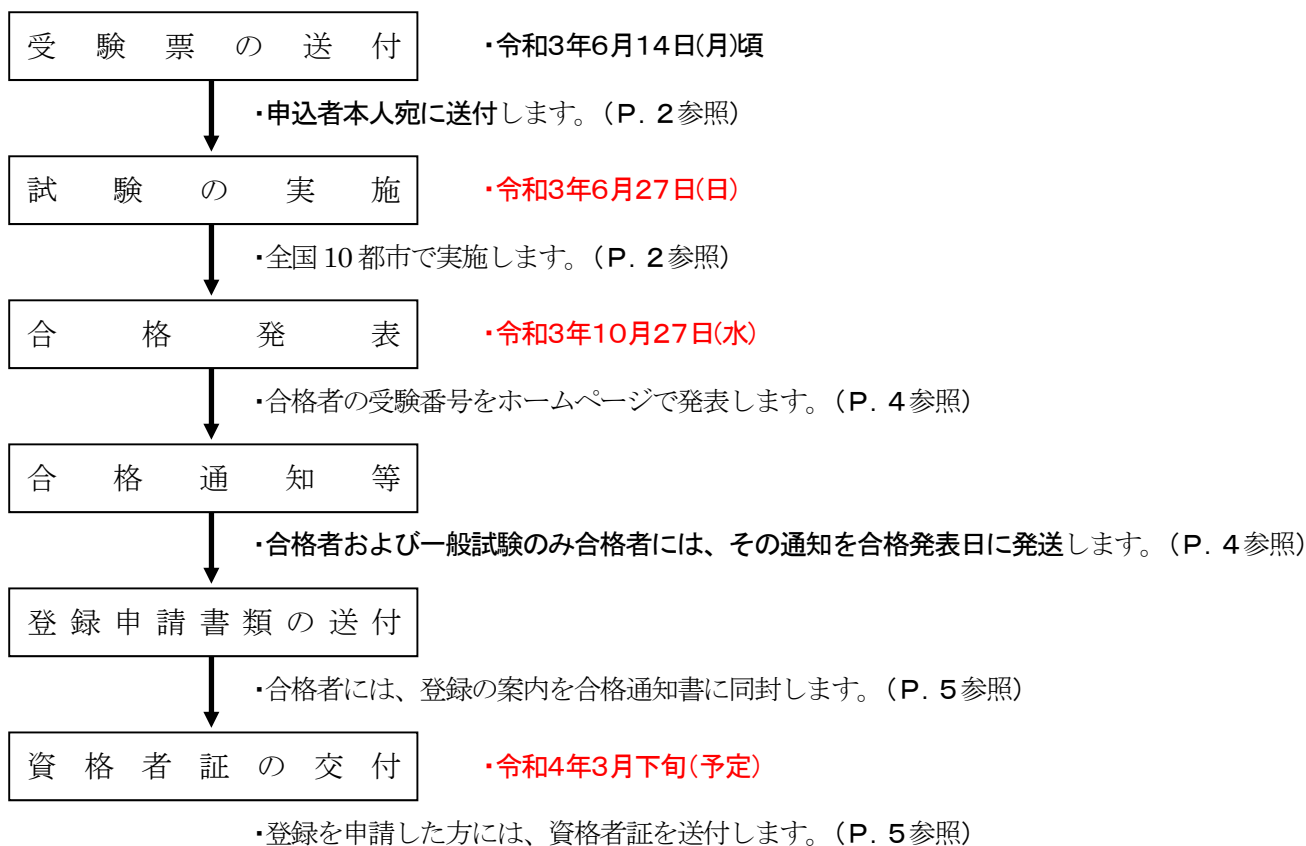 受験票の送付 ・令和3年6月14日(月)頃
・申込者本人宛に送付します。（Ｐ．２参照）
試験の実施 ・令和3年6月27日(日)
・全国 10 都市で実施します。（Ｐ．２参照）
合格発表 ・令和3年10月27日(水)
・合格者の受験番号をホームページで発表します。（Ｐ．４参照）
合格通知等
・合格者および一般試験のみ合格者には、その通知を合格発表日に発送します。（Ｐ．４参照）
登録申請書類の送付
・合格者には、登録の案内を合格通知書に同封します。（Ｐ．５参照）
資格者証の交付 ・令和4年3月下旬(予定)
・登録を申請した方には、資格者証を送付します。（Ｐ．５参照）